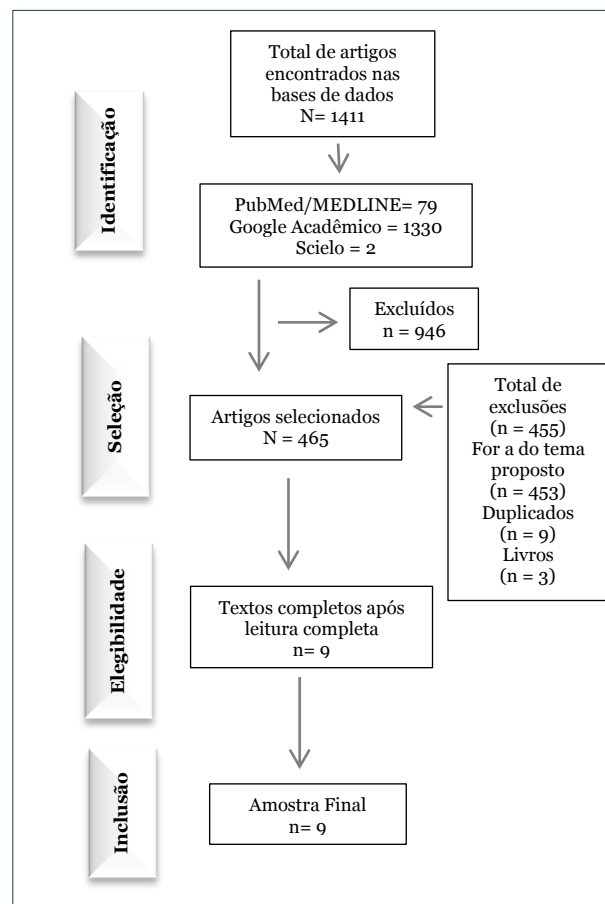 Identificação
Total de artigos
encontrados nas
bases de dados
N= 1411
PubMed/MEDLINE= 79
Google Acadêmico = 1330
Scielo = 2
Excluídos
n = 946
Seleção
Artigos selecionados
N = 465
Total de
exclusões
(n = 455)
For a do tema
proposto
(n = 453)
Duplicados
(n = 9)
Livros
(n = 3)
Elegibilidade
Textos completos após
leitura completa
n= 9
Inclusão
Amostra Final
n= 9